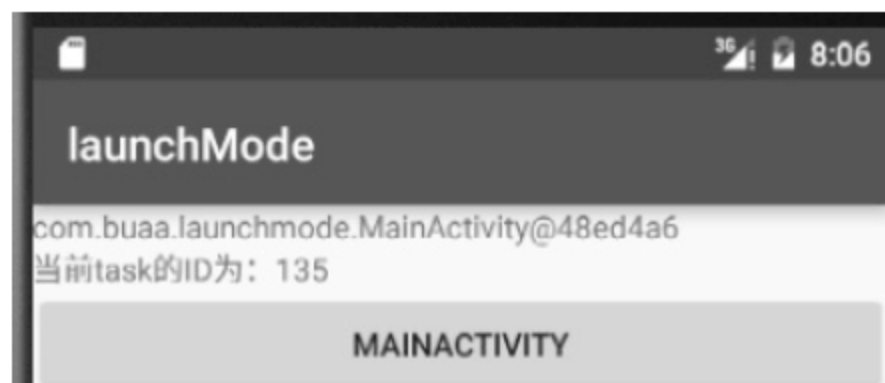 3G 8:06
launchMode
com.buaa.launchmode.MainActivity@48ed4a6
当前task的ID为：135
MAINACTIVITY